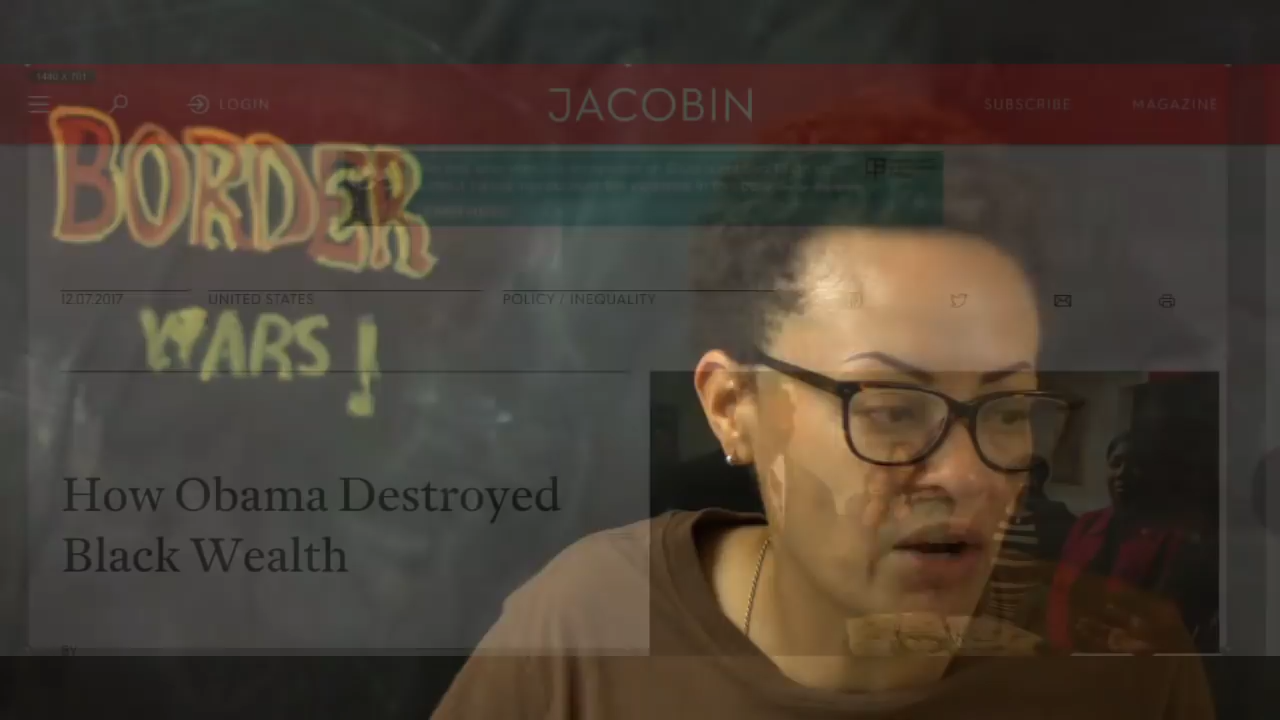 1440 x 701
LOGIN
JACOBIN
SUBSCRIBE
MAGAZINE
BORDER
WARS!
12.07.2017
UNITED STATES
POLICY / INEQUALITY
How Obama Destroyed
Black Wealth
BY